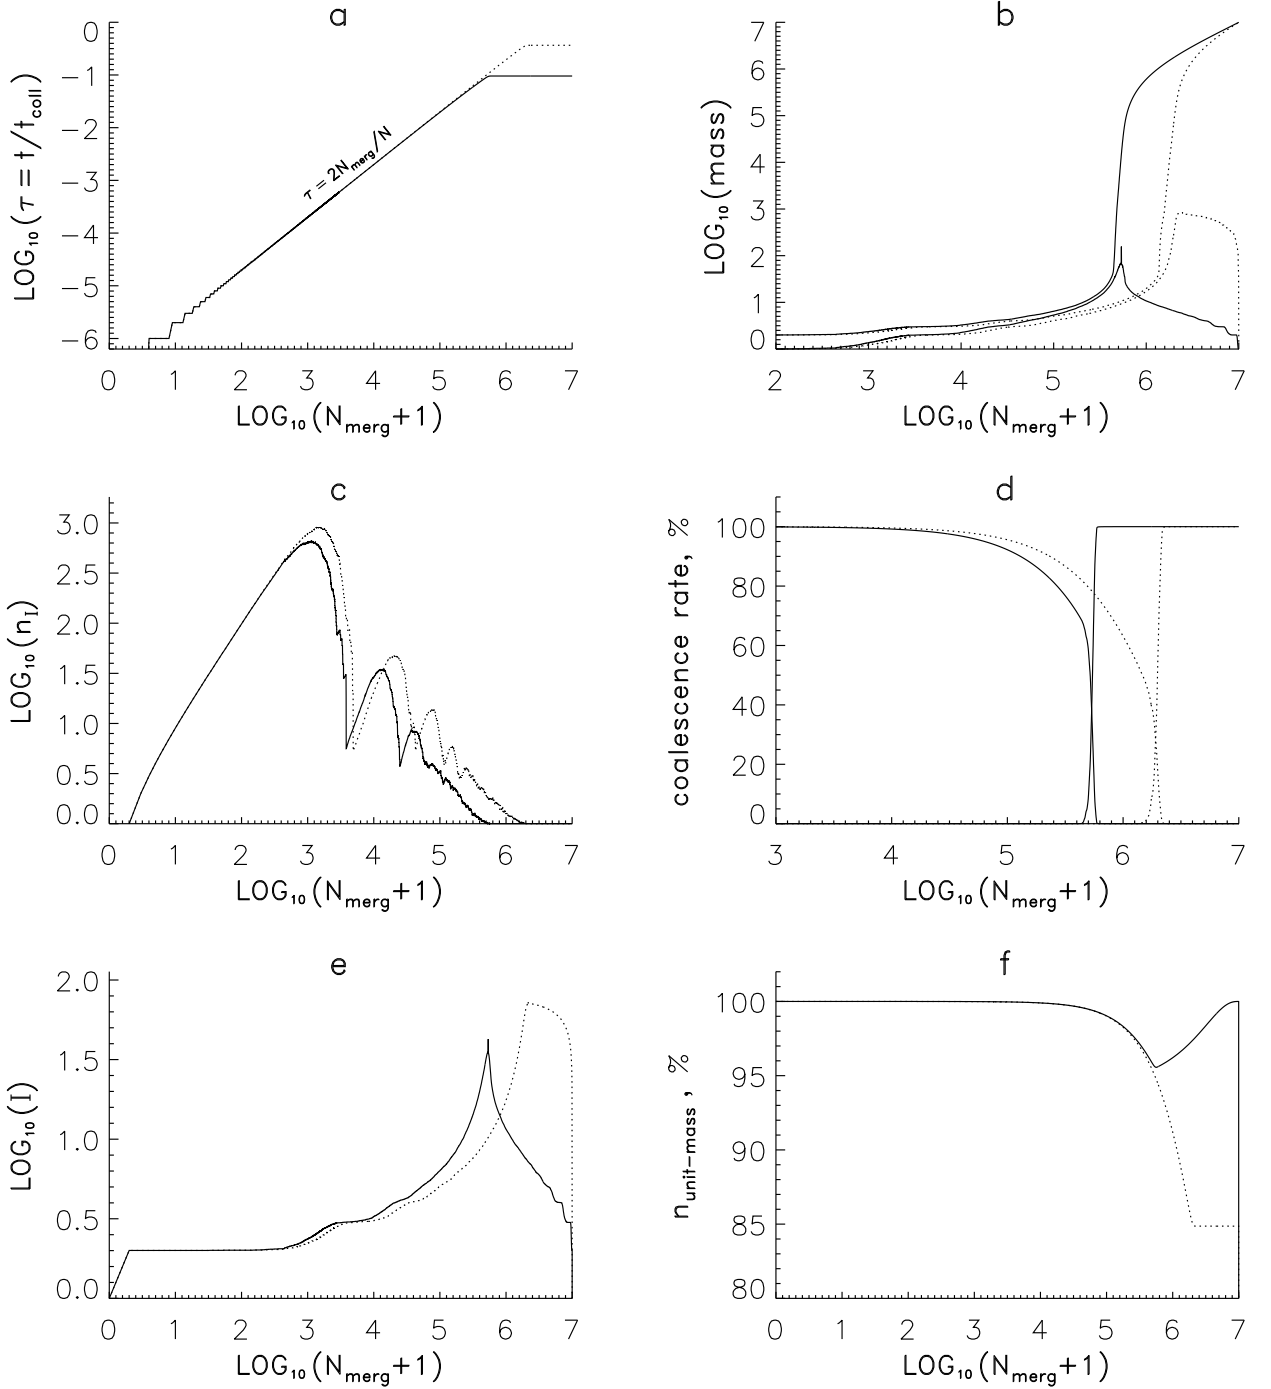 a
0
−1
−2
−3
−4
−5
−6
LOG10(τ = t/tcoll)
τ = 2Nmerg/N
0 1 2 3 4 5 6 7
LOG10(Nmerg+1)
b
7
6
5
4
3
2
1
0
LOG10(mass)
2 3 4 5 6 7
LOG10(Nmerg+1)
c
3.0
2.5
2.0
1.5
1.0
0.5
0.0
LOG10(nI)
0 1 2 3 4 5 6 7
LOG10(Nmerg+1)
d
100
80
60
40
20
0
coalescence rate, %
3 4 5 6 7
LOG10(Nmerg+1)
e
2.0
1.5
1.0
0.5
0.0
LOG10(I)
0 1 2 3 4 5 6 7
LOG10(Nmerg+1)
f
100
95
90
85
80
nunit−mass , %
0 1 2 3 4 5 6 7
LOG10(Nmerg+1)